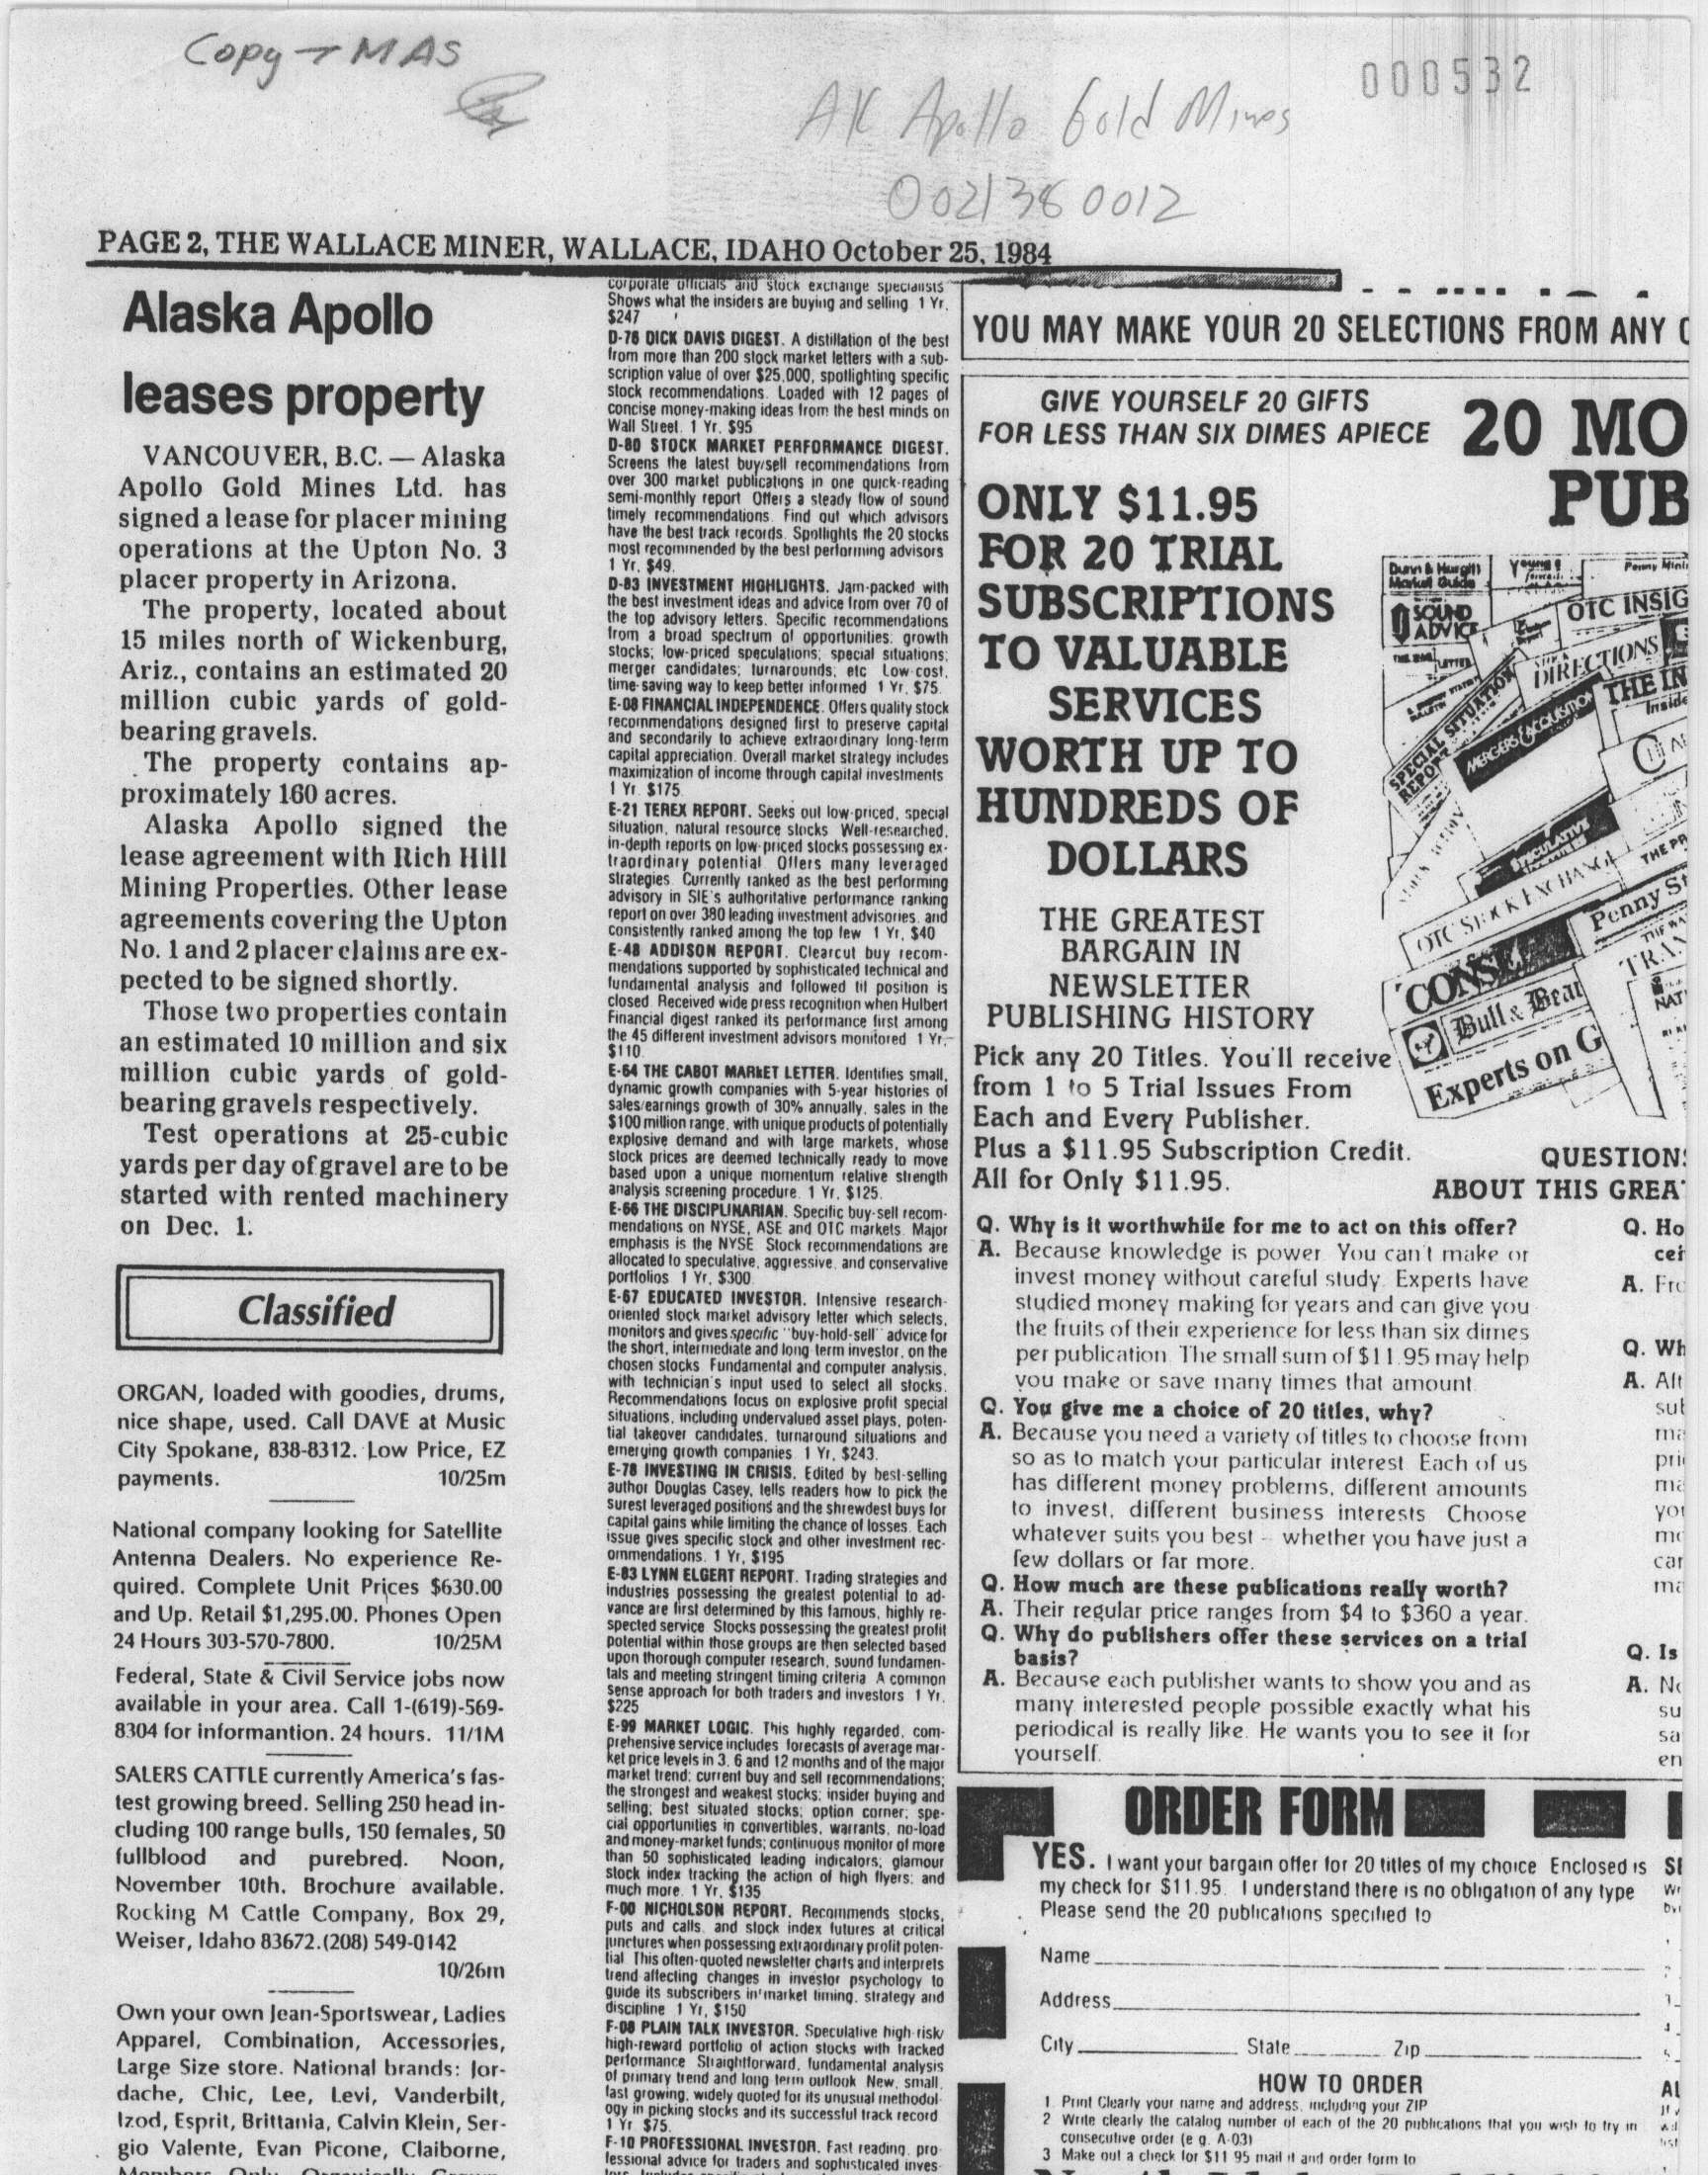 Copy → MAS
AK Apollo Gold Mines
000532
0021380012
PAGE 2, THE WALLACE MINER, WALLACE, IDAHO October 25, 1984
Alaska Apollo
leases property
VANCOUVER, B.C. — Alaska
Apollo Gold Mines Ltd. has
signed a lease for placer mining
operations at the Upton No. 3
placer property in Arizona.
The property, located about
15 miles north of Wickenburg,
Ariz., contains an estimated 20
million cubic yards of gold-
bearing gravels.
The property contains ap-
proximately 160 acres.
Alaska Apollo signed the
lease agreement with Rich Hill
Mining Properties. Other lease
agreements covering the Upton
No. 1 and 2 placer claims are ex-
pected to be signed shortly.
Those two properties contain
an estimated 10 million and six
million cubic yards of gold-
bearing gravels respectively.
Test operations at 25-cubic
yards per day of gravel are to be
started with rented machinery
on Dec. 1.
Classified
ORGAN, loaded with goodies, drums,
nice shape, used. Call DAVE at Music
City Spokane, 838-8312. Low Price, EZ
payments. 10/25m
National company looking for Satellite
Antenna Dealers. No experience Re-
quired. Complete Unit Prices $630.00
and Up. Retail $1,295.00. Phones Open
24 Hours 303-570-7800. 10/25M
Federal, State & Civil Service jobs now
available in your area. Call 1-(619)-569-
8304 for informantion. 24 hours. 11/1M
SALERS CATTLE currently America's fas-
test growing breed. Selling 250 head in-
cluding 100 range bulls, 150 females, 50
fullblood and purebred. Noon,
November 10th. Brochure available.
Rocking M Cattle Company, Box 29,
Weiser, Idaho 83672.(208) 549-0142
10/26m
Own your own Jean-Sportswear, Ladies
Apparel, Combination, Accessories,
Large Size store. National brands: Jor-
dache, Chic, Lee, Levi, Vanderbilt,
Izod, Esprit, Brittania, Calvin Klein, Ser-
gio Valente, Evan Picone, Claiborne,
corporate officials and stock exchange specialists
Shows what the insiders are buying and selling 1 Yr,
$247
D-76 DICK DAVIS DIGEST. A distillation of the best
from more than 200 stock market letters with a sub-
scription value of over $25,000, spotlighting specific
stock recommendations. Loaded with 12 pages of
concise money-making ideas from the best minds on
Wall Street. 1 Yr, $95
D-80 STOCK MARKET PERFORMANCE DIGEST.
Screens the latest buy/sell recommendations from
over 300 market publications in one quick-reading
semi-monthly report Offers a steady flow of sound
timely recommendations. Find out which advisors
have the best track records. Spotlights the 20 stocks
most recommended by the best performing advisors
1 Yr, $49.
D-83 INVESTMENT HIGHLIGHTS. Jam-packed with
the best investment ideas and advice from over 70 of
the top advisory letters. Specific recommendations
from a broad spectrum of opportunities: growth
stocks; low-priced speculations; special situations;
merger candidates; turnarounds; etc Low-cost,
time-saving way to keep better informed 1 Yr, $75.
E-08 FINANCIAL INDEPENDENCE. Offers quality stock
recommendations designed first to preserve capital
and secondarily to achieve extraordinary long-term
capital appreciation. Overall market strategy includes
maximization of income through capital investments
1 Yr. $175.
E-21 TEREX REPORT. Seeks out low-priced, special
situation, natural resource stocks Well-researched,
in-depth reports on low-priced stocks possessing ex-
traordinary potential Offers many leveraged
strategies. Currently ranked as the best performing
advisory in SIE's authoritative performance ranking
report on over 380 leading investment advisories, and
consistently ranked among the top few 1 Yr, $40
E-48 ADDISON REPORT. Clearcut buy recom-
mendations supported by sophisticated technical and
fundamental analysis and followed til position is
closed. Received wide press recognition when Hulbert
Financial digest ranked its performance first among
the 45 different investment advisors monitored 1 Yr,
$110
E-64 THE CABOT MARKET LETTER. Identifies small,
dynamic growth companies with 5-year histories of
sales/earnings growth of 30% annually, sales in the
$100 million range, with unique products of potentially
explosive demand and with large markets, whose
stock prices are deemed technically ready to move
based upon a unique momentum relative strength
analysis screening procedure. 1 Yr, $125.
E-66 THE DISCIPLINARIAN. Specific buy-sell recom-
mendations on NYSE, ASE and OTC markets. Major
emphasis is the NYSE Stock recommendations are
allocated to speculative, aggressive, and conservative
portfolios 1 Yr, $300
E-67 EDUCATED INVESTOR. Intensive research-
oriented stock market advisory letter which selects,
monitors and gives specific "buy-hold-sell" advice for
the short, intermediate and long-term investor, on the
chosen stocks Fundamental and computer analysis,
with technician's input used to select all stocks.
Recommendations focus on explosive profit special
situations, including undervalued asset plays, poten-
tial takeover candidates, turnaround situations and
emerging growth companies 1 Yr, $243.
E-78 INVESTING IN CRISIS. Edited by best-selling
author Douglas Casey, tells readers how to pick the
surest leveraged positions and the shrewdest buys for
capital gains while limiting the chance of losses. Each
issue gives specific stock and other investment rec-
ommendations. 1 Yr, $195
E-83 LYNN ELGERT REPORT. Trading strategies and
industries possessing the greatest potential to ad-
vance are first determined by this famous, highly re-
spected service Stocks possessing the greatest profit
potential within those groups are then selected based
upon thorough computer research, sound fundamen-
tals and meeting stringent timing criteria A common
sense approach for both traders and investors 1 Yr,
$225
E-99 MARKET LOGIC. This highly regarded, com-
prehensive service includes forecasts of average mar-
ket price levels in 3, 6 and 12 months and of the major
market trend; current buy and sell recommendations;
the strongest and weakest stocks; insider buying and
selling; best situated stocks; option corner; spe-
cial opportunities in convertibles, warrants, no-load
and money-market funds; continuous monitor of more
than 50 sophisticated leading indicators; glamour
stock index tracking the action of high flyers; and
much more. 1 Yr, $135
F-00 NICHOLSON REPORT. Recommends stocks,
puts and calls, and stock index futures at critical
junctures when possessing extraordinary profit poten-
tial This often-quoted newsletter charts and interprets
trend affecting changes in investor psychology to
guide its subscribers in market timing, strategy and
discipline 1 Yr, $150
F-08 PLAIN TALK INVESTOR. Speculative high-risk/
high-reward portfolio of action stocks with tracked
performance Straightforward, fundamental analysis
of primary trend and long term outlook New, small,
fast growing, widely quoted for its unusual methodol-
ogy in picking stocks and its successful track record
1 Yr $75.
F-10 PROFESSIONAL INVESTOR. Fast reading, pro-
fessional advice for traders and sophisticated inves-
YOU MAY MAKE YOUR 20 SELECTIONS FROM ANY
GIVE YOURSELF 20 GIFTS
FOR LESS THAN SIX DIMES APIECE
20 MO
PUB
ONLY $11.95
FOR 20 TRIAL
SUBSCRIPTIONS
TO VALUABLE
SERVICES
WORTH UP TO
HUNDREDS OF
DOLLARS
THE GREATEST
BARGAIN IN
NEWSLETTER
PUBLISHING HISTORY
Pick any 20 Titles. You'll receive
from 1 to 5 Trial Issues From
Each and Every Publisher.
Plus a $11.95 Subscription Credit.
All for Only $11.95.
Market Guide
SOUND
ADVICE
OTC INSIG
DIRECTIONS
THE IN
Inside
SPECIAL SITUATION
REPORT
MERGERS & ACQUISITION
OTC STOCK EXCHANGE
THE PR
Penny St
CONSE
TRAN
Bull & Bear
NAT
Experts on G
QUESTION
ABOUT THIS GREA
Q. Why is it worthwhile for me to act on this offer?
A. Because knowledge is power. You can't make or
invest money without careful study. Experts have
studied money making for years and can give you
the fruits of their experience for less than six dimes
per publication The small sum of $11.95 may help
you make or save many times that amount
Q. You give me a choice of 20 titles, why?
A. Because you need a variety of titles to choose from
so as to match your particular interest Each of us
has different money problems, different amounts
to invest, different business interests Choose
whatever suits you best - whether you have just a
few dollars or far more.
Q. How much are these publications really worth?
A. Their regular price ranges from $4 to $360 a year.
Q. Why do publishers offer these services on a trial
basis?
A. Because each publisher wants to show you and as
many interested people possible exactly what his
periodical is really like. He wants you to see it for
yourself.
Q. Ho
A. Fro
Q. Wh
A. Alt
Q. Is
ORDER FORM
YES. I want your bargain offer for 20 titles of my choice Enclosed is
my check for $11.95. I understand there is no obligation of any type
Please send the 20 publications specified to
Name
Address
City State Zip
HOW TO ORDER
1 Print Clearly your name and address, including your ZIP
2 Write clearly the catalog number of each of the 20 publications that you wish to try in
consecutive order (e g. A-03)
3 Make out a check for $11 95 mail it and order form to